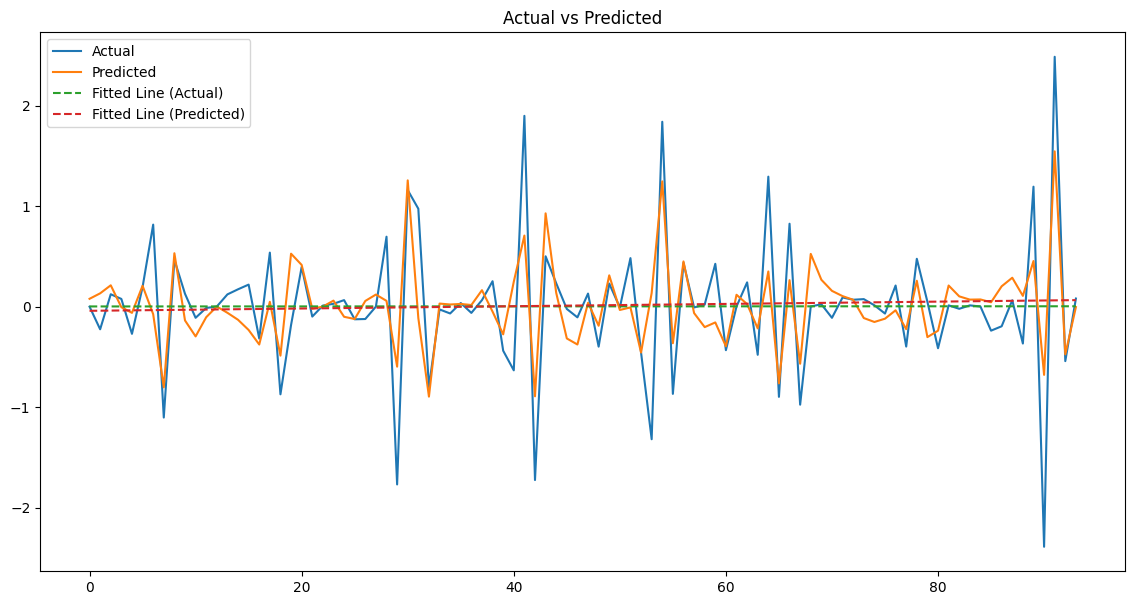 Actual vs Predicted
Actual
Predicted
Fitted Line (Actual)
Fitted Line (Predicted)
2
1
0
−1
−2
0
20
40
60
80